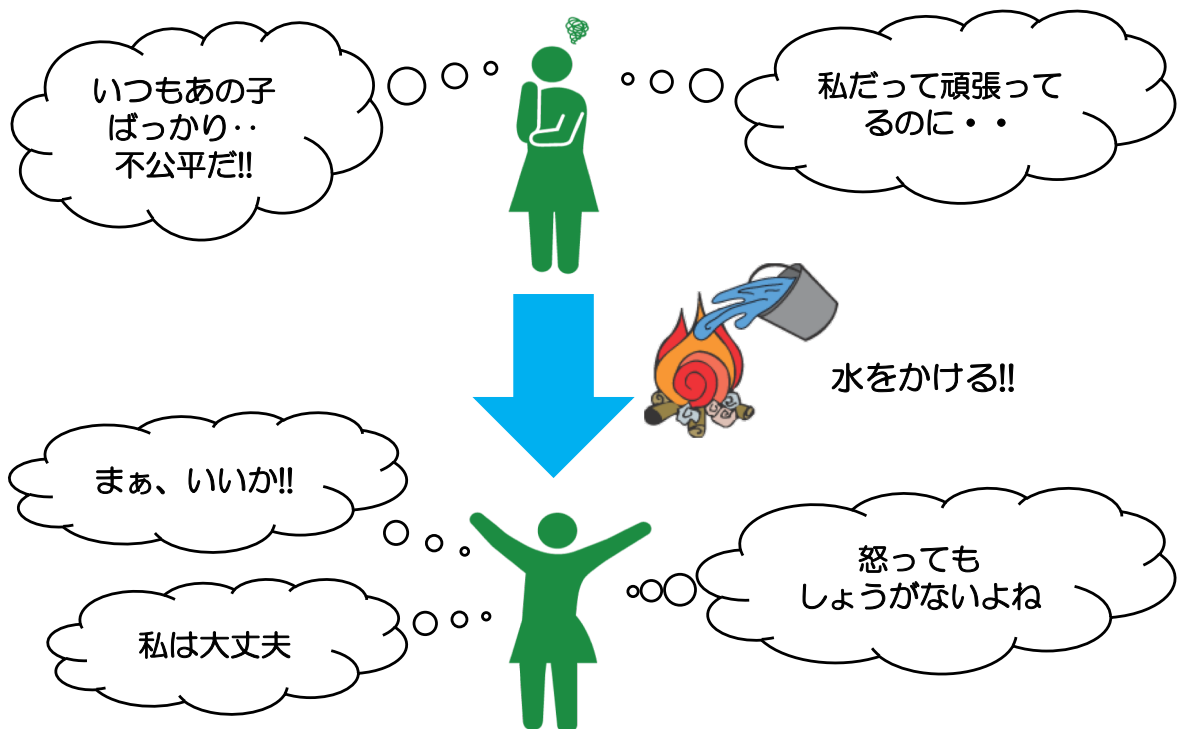 いつもあの子
ばっかり‥
不公平だ!!
私だって頑張って
るのに・・
水をかける!!
まぁ、いいか!!
怒っても
しょうがないよね
私は大丈夫